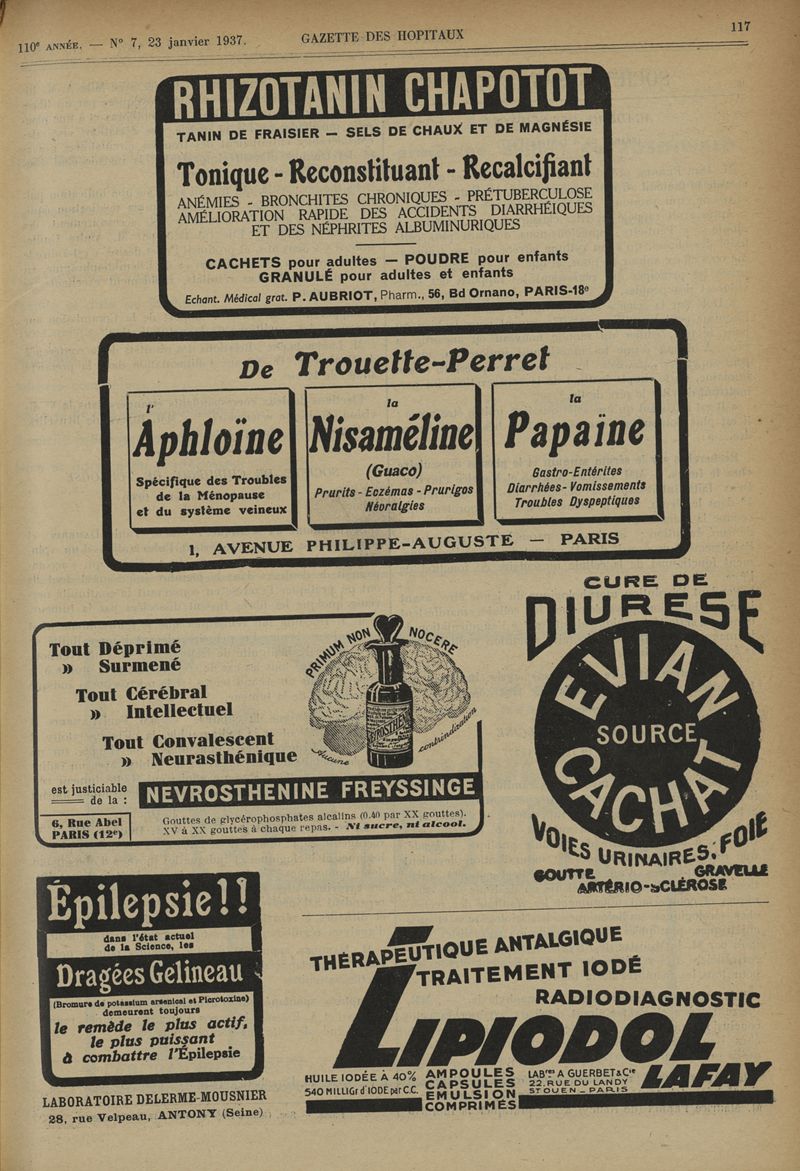 110e ANNÉE. — N° 7, 23 janvier 1937.
GAZETTE DES HOPITAUX
117
RHIZOTANIN CHAPOTOT
TANIN DE FRAISIER — SELS DE CHAUX ET DE MAGNÉSIE
Tonique - Reconstituant - Recalcifiant
ANÉMIES - BRONCHITES CHRONIQUES - PRÉTUBERCULOSE
AMÉLIORATION RAPIDE DES ACCIDENTS DIARRHÉIQUES
ET DES NÉPHRITES ALBUMINURIQUES
CACHETS pour adultes — POUDRE pour enfants
GRANULÉ pour adultes et enfants
Echant. Médical grat. P. AUBRIOT, Pharm., 56, Bd Ornano, PARIS-18e
De Trouette-Perret
l'
Aphloïne
Spécifique des Troubles
de la Ménopause
et du système veineux
la
Nisaméline
(Guaco)
Prurits - Eczémas - Prurigos
Névralgies
la
Papaïne
Gastro-Entérites
Diarrhées - Vomissements
Troubles Dyspeptiques
1, AVENUE PHILIPPE-AUGUSTE — PARIS
Tout Déprimé
» Surmené
Tout Cérébral
» Intellectuel
Tout Convalescent
» Neurasthénique
PRIMUM NON NOCERE
Aucune contrindication
est justiciable
de la :
NEVROSTHENINE FREYSSINGE
6, Rue Abel
PARIS (12e)
Gouttes de glycérophosphates alcalins (0.40 par XX gouttes).
XV à XX gouttes à chaque repas. - Ni sucre, ni alcool.
CURE DE
DIURESE
EVIAN
SOURCE
CACHAT
VOIES URINAIRES, FOIE
GOUTTE GRAVELLE
ARTÉRIO-SCLÉROSE
Épilepsie!!
dans l'état actuel
de la Science, les
Dragées Gelineau
(Bromure de potassium arsenical et Picrotoxine)
demeurent toujours
le remède le plus actif,
le plus puissant
à combattre l'Épilepsie
LABORATOIRE DELERME-MOUSNIER
28, rue Velpeau, ANTONY (Seine)
THÉRAPEUTIQUE ANTALGIQUE
TRAITEMENT IODÉ
RADIODIAGNOSTIC
LIPIODOL
LAFAY
HUILE IODÉE À 40%
540 MILLIGr d'IODE par C.C.
AMPOULES
CAPSULES
EMULSION
COMPRIMÉS
LABres A GUERBET & Cie
22, RUE DU LANDY
ST OUEN - PARIS